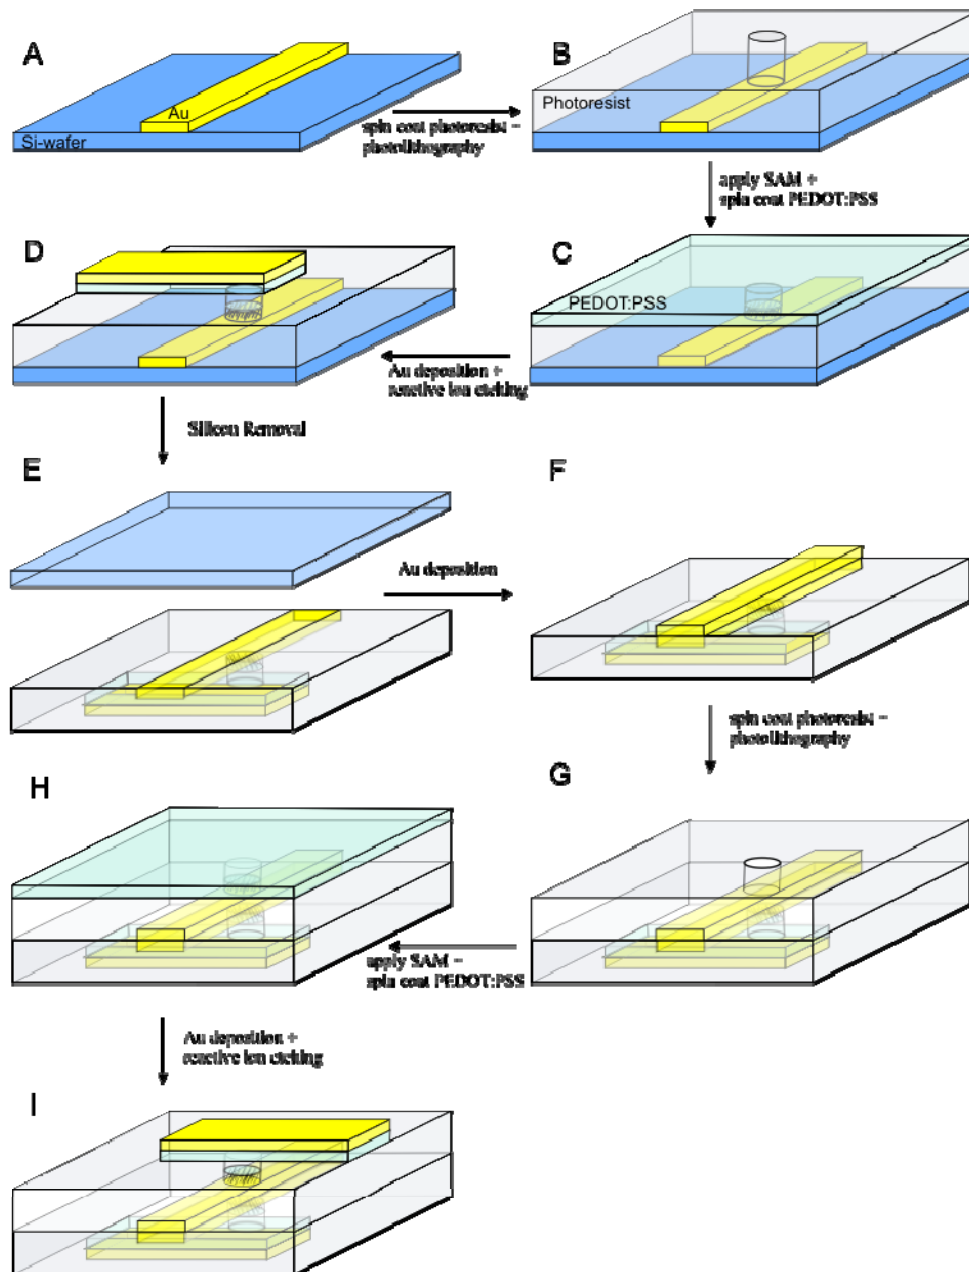 A
Au
Si-wafer
spin coat photoresist +
photolithography
B
Photoresist
apply SAM +
spin coat PEDOT:PSS
C
PEDOT:PSS
Au deposition +
reactive ion etching
D
Silicon Removal
E
Au deposition
F
spin coat photoresist +
photolithography
G
apply SAM +
spin coat PEDOT:PSS
H
Au deposition +
reactive ion etching
I